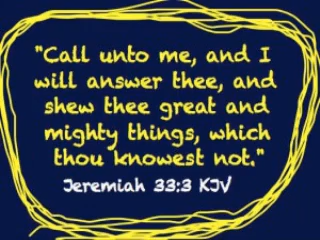 "Call unto me, and I
will answer thee, and
shew thee great and
mighty things, which
thou knowest not."
Jeremiah 33:3 KJV